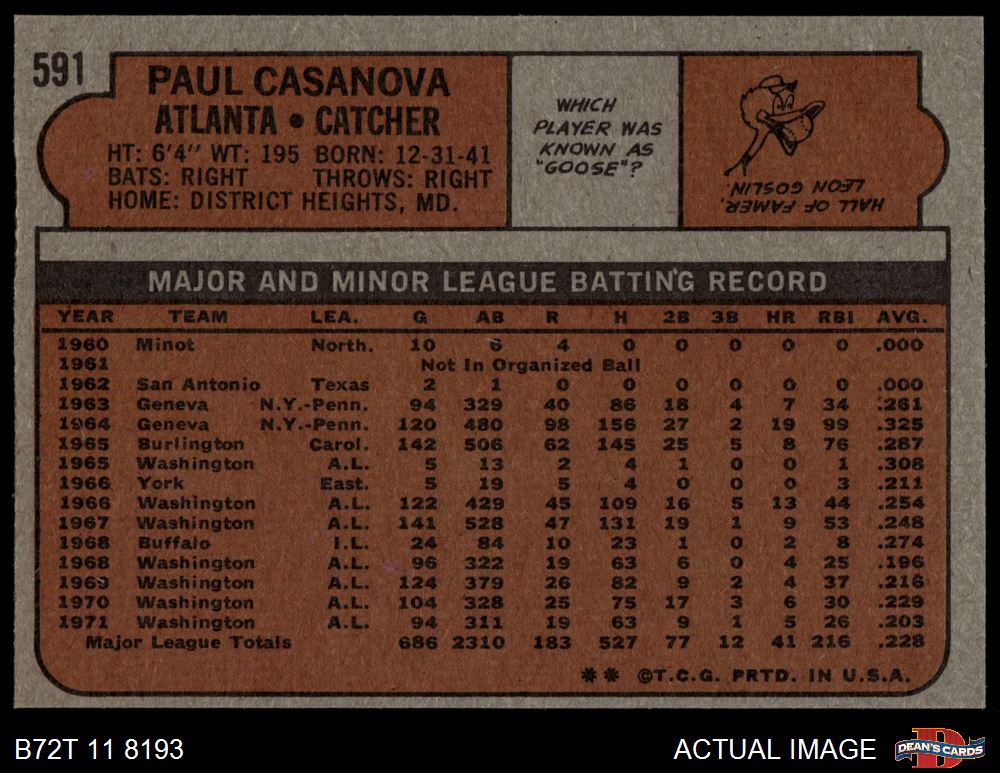 591
PAUL CASANOVA
ATLANTA • CATCHER
HT: 6'4" WT: 195 BORN: 12-31-41
BATS: RIGHT THROWS: RIGHT
HOME: DISTRICT HEIGHTS, MD.
WHICH
PLAYER WAS
KNOWN AS
"GOOSE"?
HALL OF FAMER,
LEON GOSLIN.
MAJOR AND MINOR LEAGUE BATTING RECORD
YEAR TEAM LEA. G AB R H 2B 3B HR RBI AVG.
1960 Minot North. 10 6 4 0 0 0 0 0 .000
1961 Not In Organized Ball
1962 San Antonio Texas 2 1 0 0 0 0 0 0 .000
1963 Geneva N.Y.-Penn. 94 329 40 86 18 4 7 34 .261
1964 Geneva N.Y.-Penn. 120 480 98 156 27 2 19 99 .325
1965 Burlington Carol. 142 506 62 145 25 5 8 76 .287
1965 Washington A.L. 5 13 2 4 1 0 0 1 .308
1966 York East. 5 19 5 4 0 0 0 3 .211
1966 Washington A.L. 122 429 45 109 16 5 13 44 .254
1967 Washington A.L. 141 528 47 131 19 1 9 53 .248
1968 Buffalo I.L. 24 84 10 23 1 0 2 8 .274
1968 Washington A.L. 96 322 19 63 6 0 4 25 .196
1969 Washington A.L. 124 379 26 82 9 2 4 37 .216
1970 Washington A.L. 104 328 25 75 17 3 6 30 .229
1971 Washington A.L. 94 311 19 63 9 1 5 26 .203
Major League Totals 686 2310 183 527 77 12 41 216 .228
** ©T.C.G. PRTD. IN U.S.A.
B72T 11 8193
ACTUAL IMAGE
DEAN'S CARDS